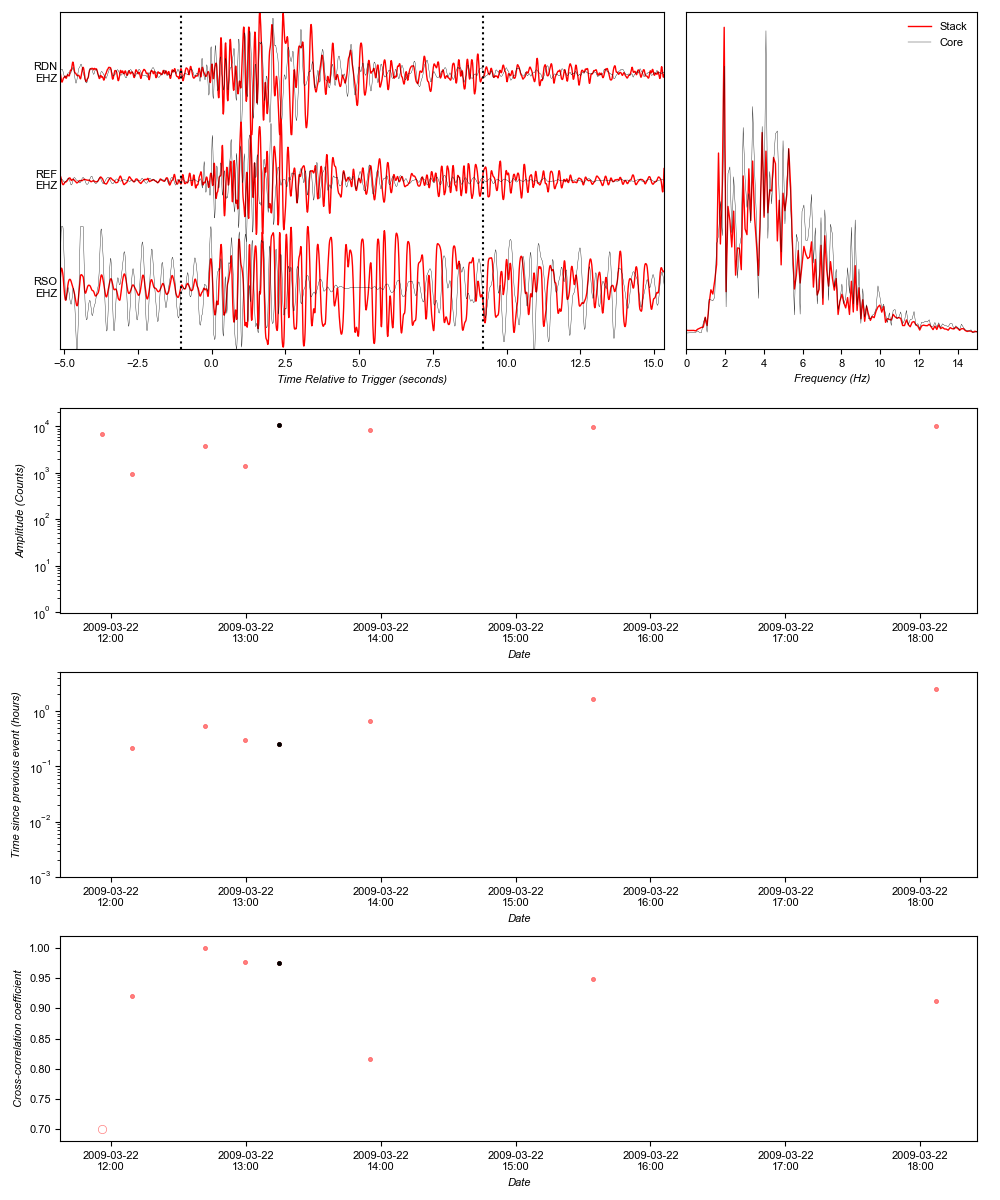 RDN
EHZ
REF
EHZ
RSO
EHZ
−5.0 −2.5 0.0 2.5 5.0 7.5 10.0 12.5 15.0
Time Relative to Trigger (seconds)
Stack
Core
0 2 4 6 8 10 12 14
Frequency (Hz)
Amplitude (Counts)
10⁴
10³
10²
10¹
10⁰
2009-03-22 2009-03-22 2009-03-22 2009-03-22 2009-03-22 2009-03-22 2009-03-22
12:00 13:00 14:00 15:00 16:00 17:00 18:00
Date
Time since previous event (hours)
10⁰
10⁻¹
10⁻²
10⁻³
2009-03-22 2009-03-22 2009-03-22 2009-03-22 2009-03-22 2009-03-22 2009-03-22
12:00 13:00 14:00 15:00 16:00 17:00 18:00
Date
Cross-correlation coefficient
1.00
0.95
0.90
0.85
0.80
0.75
0.70
2009-03-22 2009-03-22 2009-03-22 2009-03-22 2009-03-22 2009-03-22 2009-03-22
12:00 13:00 14:00 15:00 16:00 17:00 18:00
Date